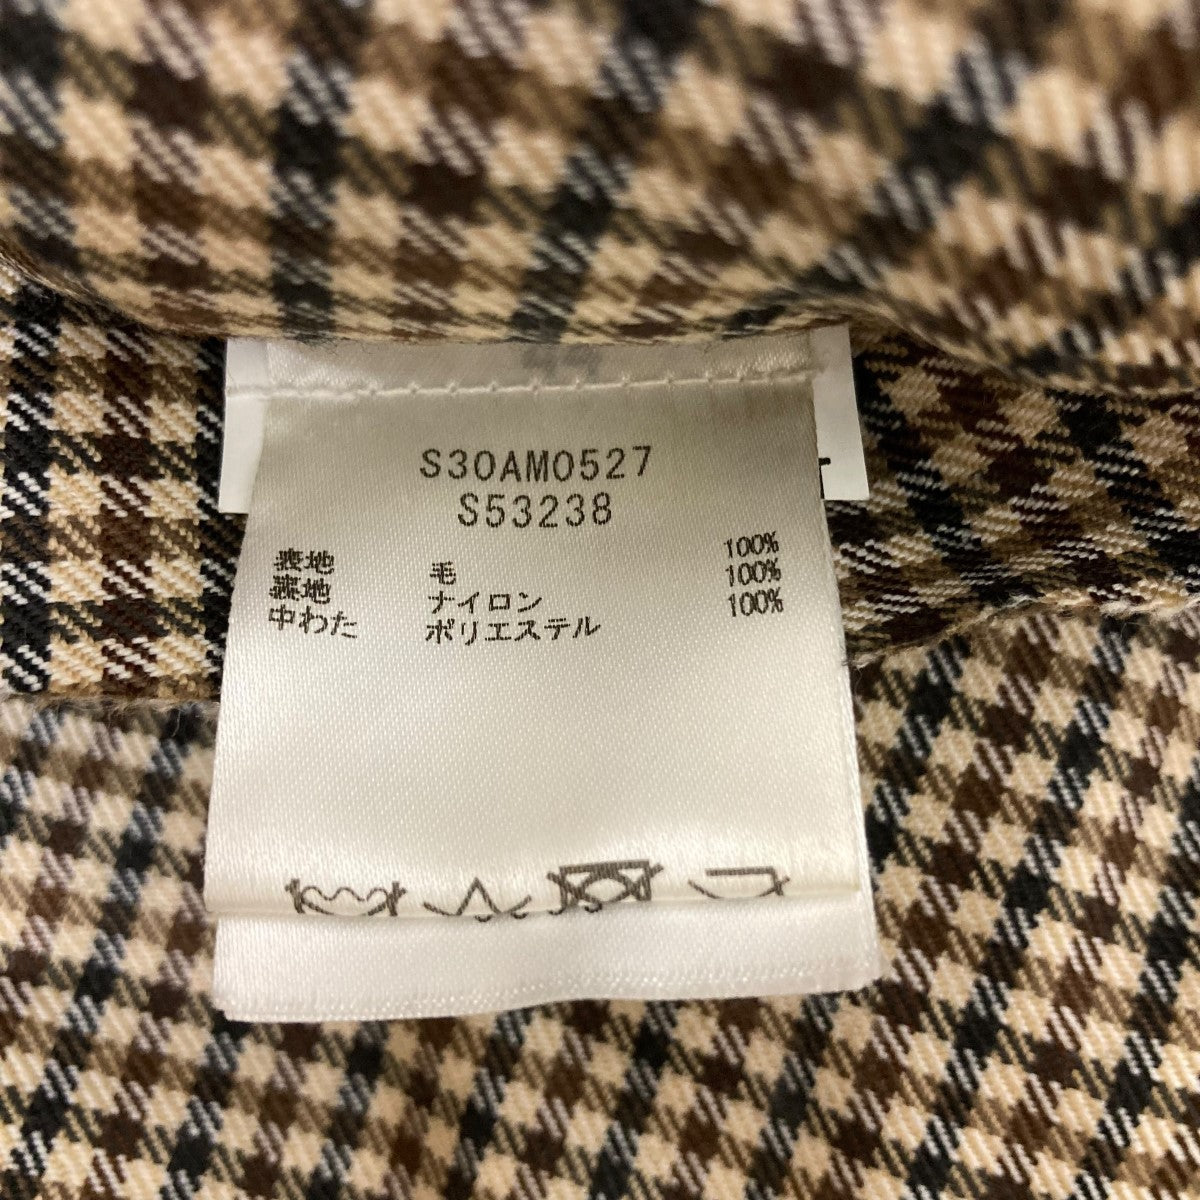 S30AM0527
S53238
表地 毛 100%
裏地 ナイロン 100%
中わた ポリエステル 100%